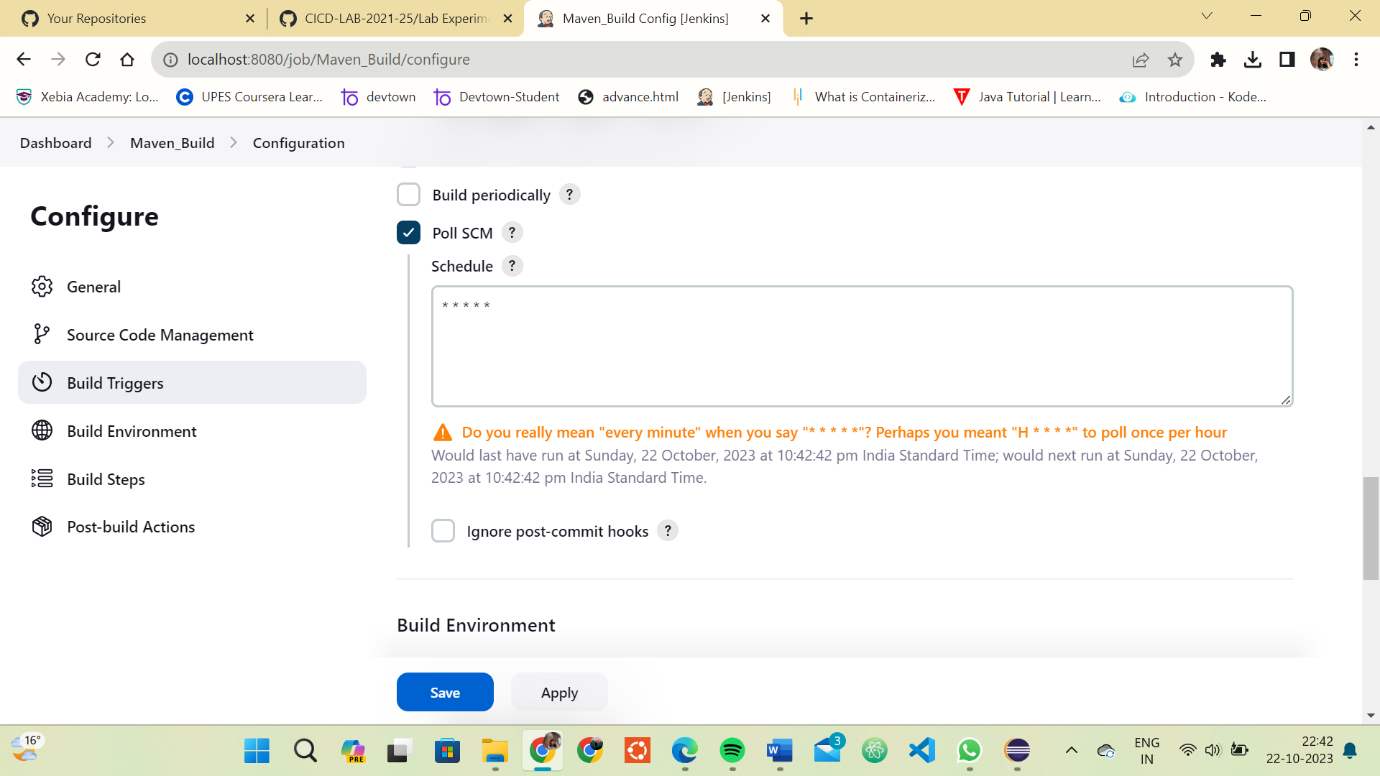 Your Repositories
CICD-LAB-2021-25/Lab Experim
Maven_Build Config [Jenkins]
localhost:8080/job/Maven_Build/configure
Xebia Academy: Lo...
UPES Coursera Lear...
devtown
Devtown-Student
advance.html
[Jenkins]
What is Containeriz...
Java Tutorial | Learn...
Introduction - Kode...
Dashboard
Maven_Build
Configuration
Configure
General
Source Code Management
Build Triggers
Build Environment
Build Steps
Post-build Actions
Build periodically ?
Poll SCM ?
Schedule ?
* * * * *
Do you really mean "every minute" when you say "* * * * *"? Perhaps you meant "H * * * *" to poll once per hour
Would last have run at Sunday, 22 October, 2023 at 10:42:42 pm India Standard Time; would next run at Sunday, 22 October,
2023 at 10:42:42 pm India Standard Time.
Ignore post-commit hooks ?
Build Environment
Save
Apply
16°
PRE
3
ENG
IN
22:42
22-10-2023